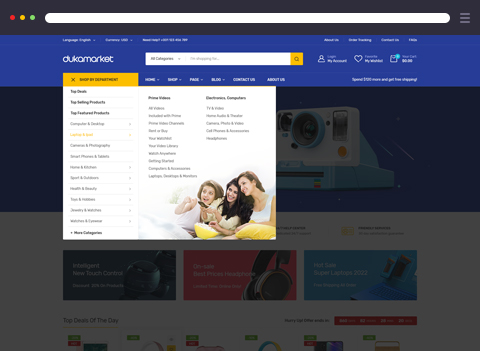 Language: English
Currency: USD
Need Help? +001 123 456 789
About Us
Order Tracking
Contact Us
FAQs
dukamarket
All Categories
I'm shopping for...
Login
My Account
Favorite
My Wishlist
Your Cart
$0.00
SHOP BY DEPARTMENT
HOME
SHOP
PAGE
BLOG
CONTACT US
ABOUT US
Spend $120 more and get free shipping!
Top Deals
Top Selling Products
Top Featured Products
Computer & Desktop
Laptop & Ipad
Cameras & Photography
Smart Phones & Tablets
Home & Kitchen
Sport & Outdoors
Health & Beauty
Toys & Hobbies
Jewelry & Watches
Watches & Eyewear
+ More Categories
Prime Videos
All Videos
Included with Prime
Prime Video Channels
Rent or Buy
Your Watchlist
Your Video Library
Watch Anywhere
Getting Started
Computers & Accessories
Laptops, Desktops & Monitors
Electronics, Computers
TV & Video
Home Audio & Theater
Camera, Photo & Video
Cell Phones & Accessories
Headphones
Intelligent
New Touch Control
On-sale
Best Prices Headphone
Hot Sale
Super Laptops 2022
Top Deals Of The Day